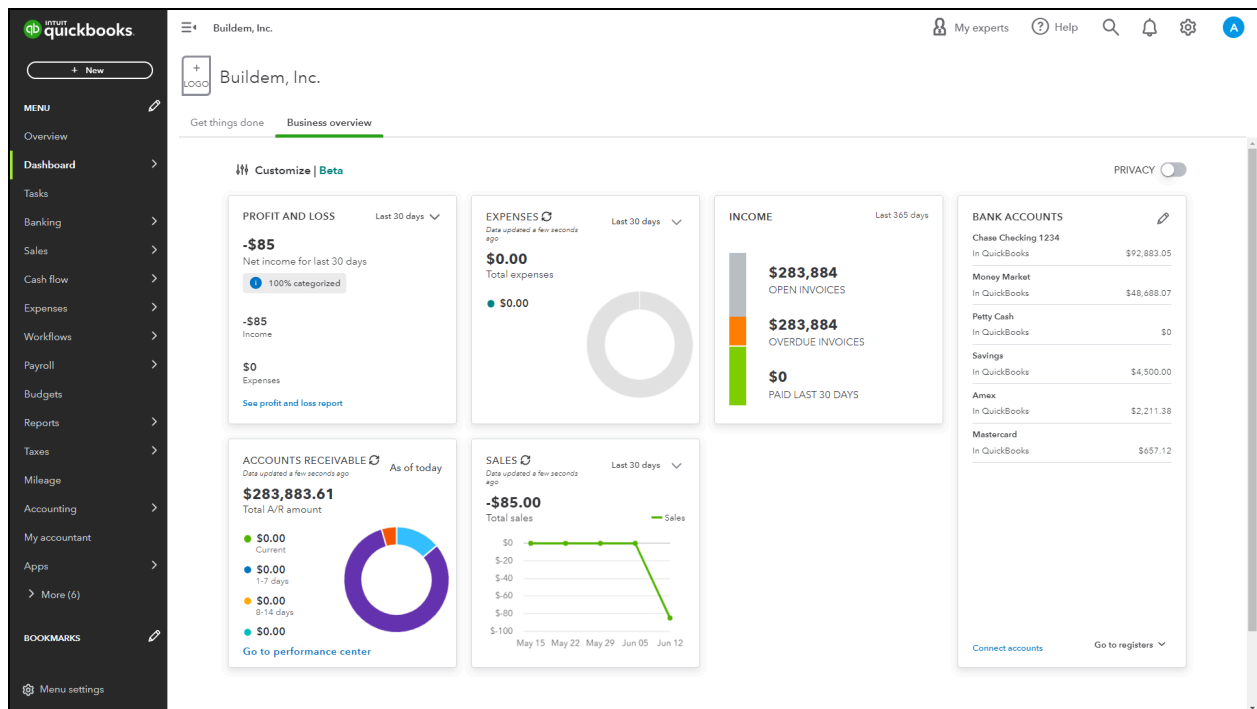 INTUIT
quickbooks
qb
+ New
MENU
Overview
Dashboard
Tasks
Banking
Sales
Cash flow
Expenses
Workflows
Payroll
Budgets
Reports
Taxes
Mileage
Accounting
My accountant
Apps
More (6)
BOOKMARKS
Menu settings
Buildem, Inc.
My experts
? Help
A
+
LOGO
Buildem, Inc.
Get things done Business overview
Customize | Beta
PRIVACY
PROFIT AND LOSS Last 30 days
-$85
Net income for last 30 days
i 100% categorized
-$85
Income
$0
Expenses
See profit and loss report
EXPENSES Last 30 days
Data updated a few seconds
ago
$0.00
Total expenses
$0.00
INCOME Last 365 days
$283,884
OPEN INVOICES
$283,884
OVERDUE INVOICES
$0
PAID LAST 30 DAYS
BANK ACCOUNTS
Chase Checking 1234
In QuickBooks $92,883.05
Money Market
In QuickBooks $48,688.07
Petty Cash
In QuickBooks $0
Savings
In QuickBooks $4,500.00
Amex
In QuickBooks $2,211.38
Mastercard
In QuickBooks $657.12
Connect accounts Go to registers
ACCOUNTS RECEIVABLE As of today
Data updated a few seconds ago
$283,883.61
Total A/R amount
$0.00
Current
$0.00
1-7 days
$0.00
8-14 days
$0.00
Go to performance center
SALES Last 30 days
Data updated a few seconds
ago
-$85.00
Total sales
Sales
$0
$-20
$-40
$-60
$-80
$-100
May 15 May 22 May 29 Jun 05 Jun 12